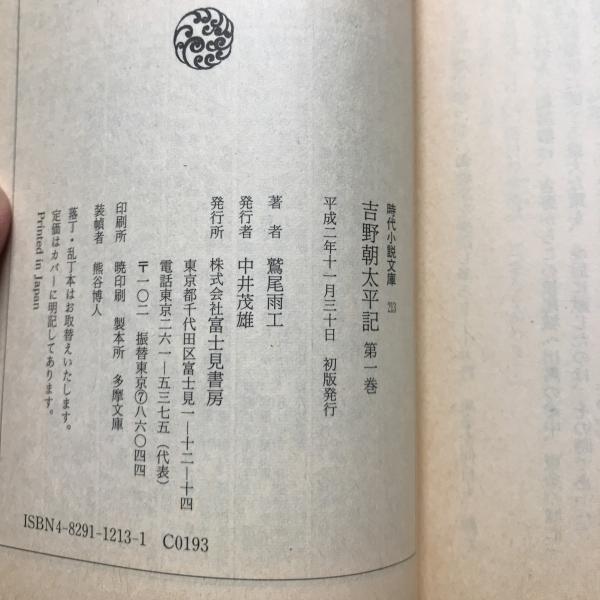 時代小説文庫 213
吉野朝太平記 第一巻
平成二年十一月三十日 初版発行
著者 鷲尾雨工
発行者 中井茂雄
発行所 株式会社富士見書房
東京都千代田区富士見一―十二―十四
電話東京二六一―五三七五(代表)
〒一〇二 振替東京⑦八六〇四四
印刷所 暁印刷 製本所 多摩文庫
装幀者 熊谷博人
落丁・乱丁本はお取替えいたします。
定価はカバーに明記してあります。
Printed in Japan
ISBN4-8291-1213-1 C0193